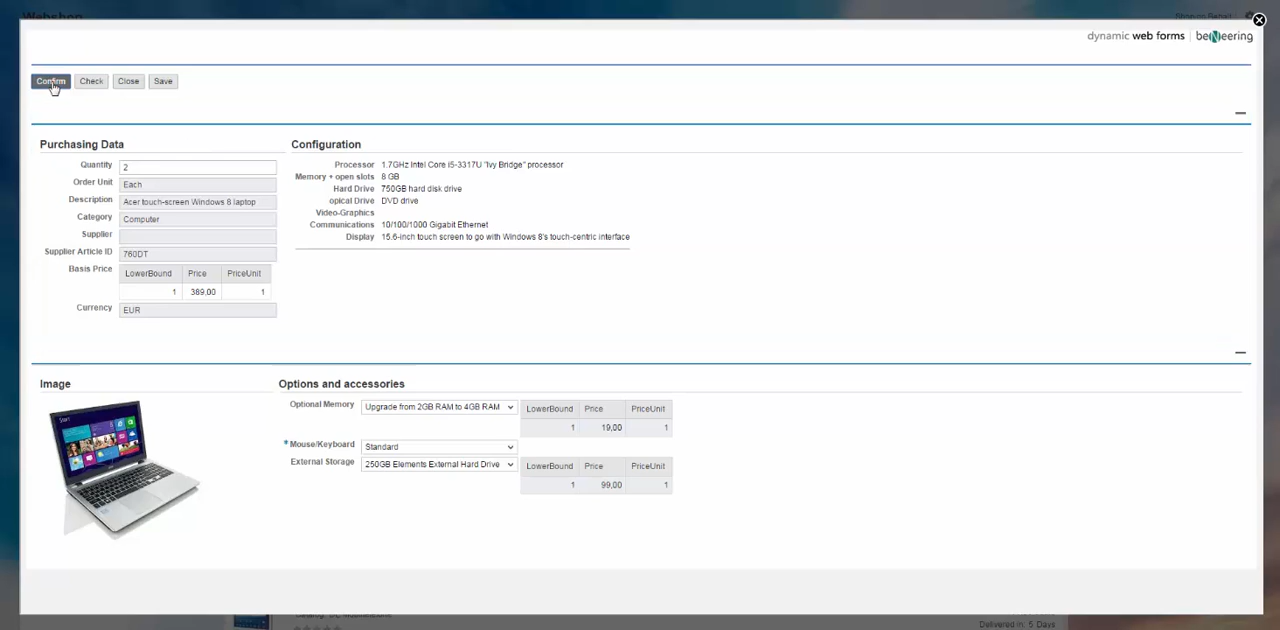 Webshop
dynamic web forms | beNeering
Confirm Check Close Save
Purchasing Data
Quantity 2
Order Unit Each
Description Acer touch-screen Windows 8 laptop
Category Computer
Supplier
Supplier Article ID 760DT
Basis Price LowerBound Price PriceUnit
1 389,00 1
Currency EUR
Configuration
Processor 1.7GHz Intel Core i5-3317U "Ivy Bridge" processor
Memory + open slots 8 GB
Hard Drive 750GB hard disk drive
opical Drive DVD drive
Video-Graphics
Communications 10/100/1000 Gigabit Ethernet
Display 15.6-inch touch screen to go with Windows 8's touch-centric interface
Image
Start
Options and accessories
Optional Memory Upgrade from 2GB RAM to 4GB RAM LowerBound Price PriceUnit
1 19,00 1
*Mouse/Keyboard Standard
External Storage 250GB Elements External Hard Drive LowerBound Price PriceUnit
1 99,00 1
Delivered in: 5 Days